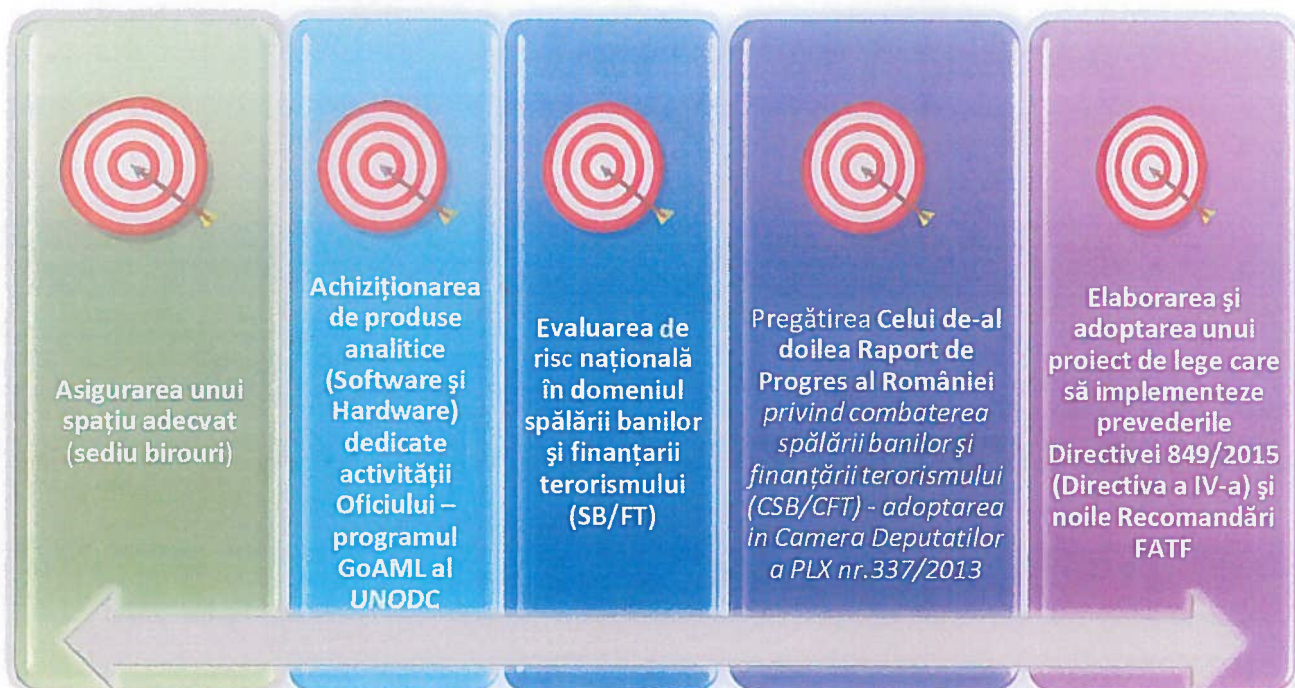 Asigurarea unui
spațiu adecvat
(sediu birouri)
Achiziționarea
de produse
analitice
(Software și
Hardware)
dedicate
activității
Oficiului –
programul
GoAML al
UNODC
Evaluarea de
risc națională
în domeniul
spălării banilor
și finanțarii
terorismului
(SB/FT)
Pregătirea Celui de-al
doilea Raport de
Progres al României
privind combaterea
spălării banilor și
finanțării terorismului
(CSB/CFT) - adoptarea
in Camera Deputatilor
a PLX nr.337/2013
Elaborarea și
adoptarea unui
proiect de lege care
să implementeze
prevederile
Directivei 849/2015
(Directiva a IV-a) și
noile Recomandări
FATF